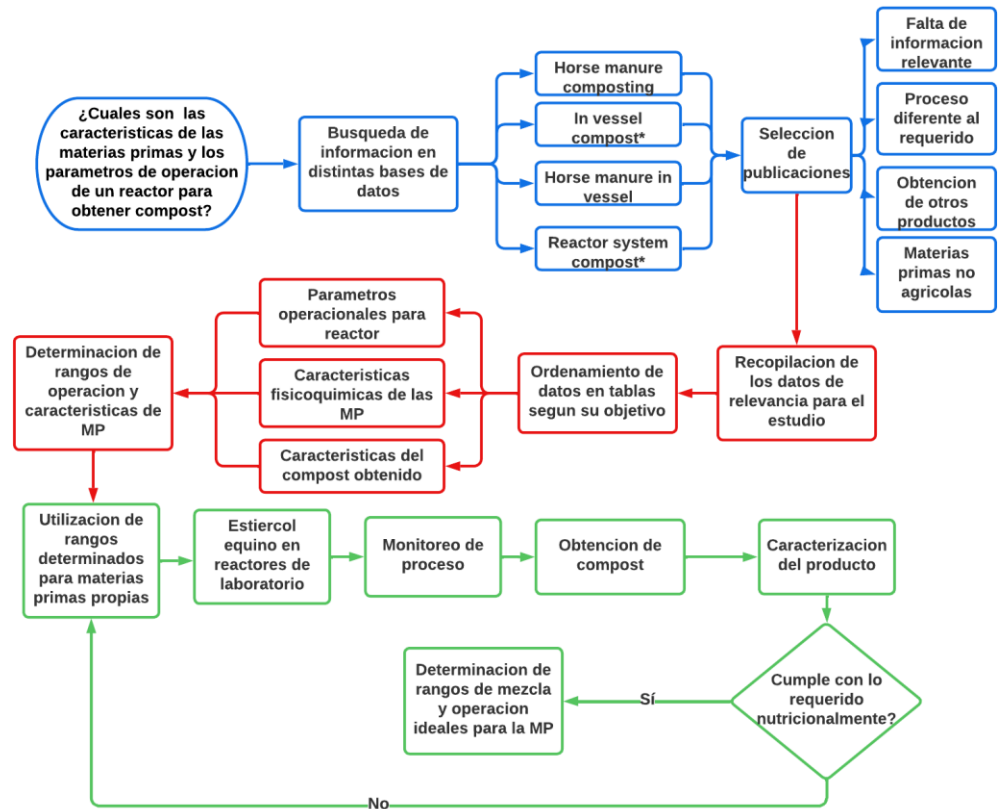 ¿Cuales son las
caracteristicas de las
materias primas y los
parametros de operacion
de un reactor para
obtener compost?
Busqueda de
informacion en
distintas bases de
datos
Horse manure
composting
In vessel
compost*
Horse manure in
vessel
Reactor system
compost*
Seleccion
de
publicaciones
Falta de
informacion
relevante
Proceso
diferente al
requerido
Obtencion
de otros
productos
Materias
primas no
agricolas
Recopilacion de
los datos de
relevancia para el
estudio
Ordenamiento de
datos en tablas
segun su objetivo
Parametros
operacionales para
reactor
Caracteristicas
fisicoquimicas de las
MP
Caracteristicas del
compost obtenido
Determinacion de
rangos de
operacion y
caracteristicas de
MP
Utilizacion de
rangos
determinados
para materias
primas propias
Estiercol
equino en
reactores de
laboratorio
Monitoreo de
proceso
Obtencion de
compost
Caracterizacion
del producto
Cumple con lo
requerido
nutricionalmente?
Sí
Determinacion de
rangos de mezcla
y operacion
ideales para la MP
No